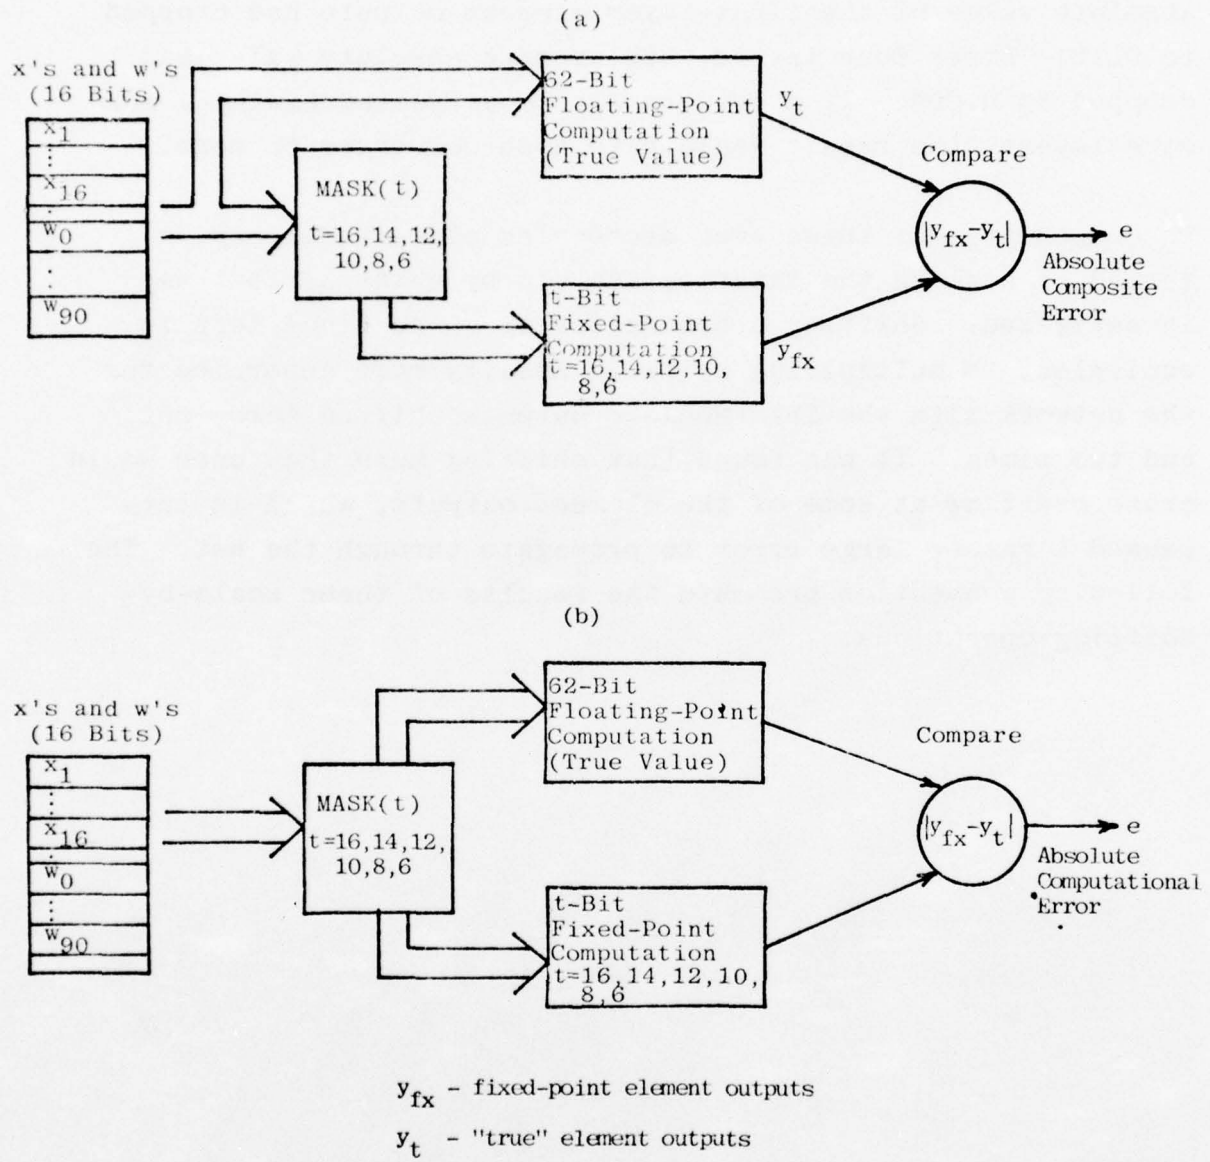 (a)
x's and w's
(16 Bits)
x1
⋮
x16
⋮
w0
⋮
w90
MASK(t)
t=16,14,12,
10,8,6
62-Bit
Floating-Point
Computation
(True Value)
yt
t-Bit
Fixed-Point
Computation
t=16,14,12,10,
8,6
yfx
Compare
|yfx-yt|
e
Absolute
Composite
Error
(b)
x's and w's
(16 Bits)
x1
⋮
x16
⋮
w0
⋮
w90
MASK(t)
t=16,14,12,
10,8,6
62-Bit
Floating-Point
Computation
(True Value)
t-Bit
Fixed-Point
Computation
t=16,14,12,10,
8,6
Compare
|yfx-yt|
e
Absolute
Computational
Error
yfx - fixed-point element outputs
yt - "true" element outputs